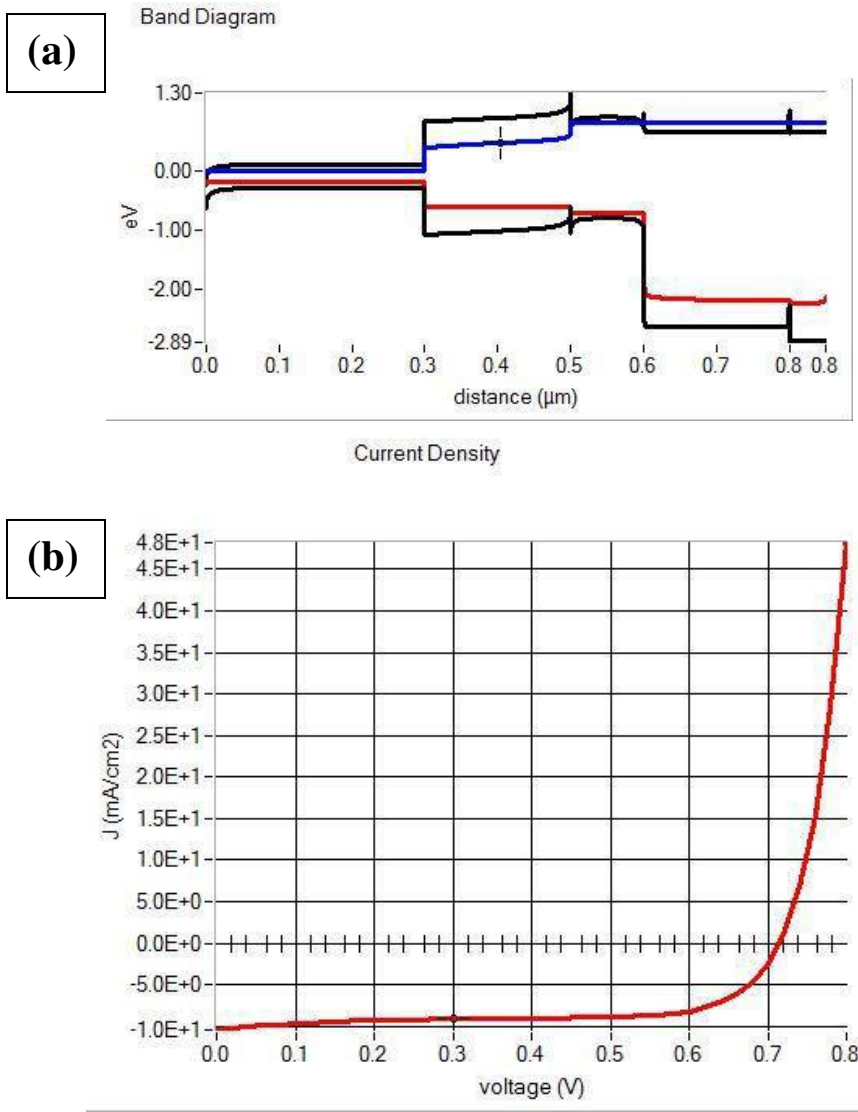 Band Diagram
(a)
1.30
0.00
-1.00
-2.00
-2.89
eV
0.0 0.1 0.2 0.3 0.4 0.5 0.6 0.7 0.8 0.8
distance (µm)
Current Density
(b)
4.8E+1
4.5E+1
4.0E+1
3.5E+1
3.0E+1
2.5E+1
2.0E+1
1.5E+1
1.0E+1
5.0E+0
0.0E+0
-5.0E+0
-1.0E+1
J (mA/cm2)
0.0 0.1 0.2 0.3 0.4 0.5 0.6 0.7 0.8
voltage (V)